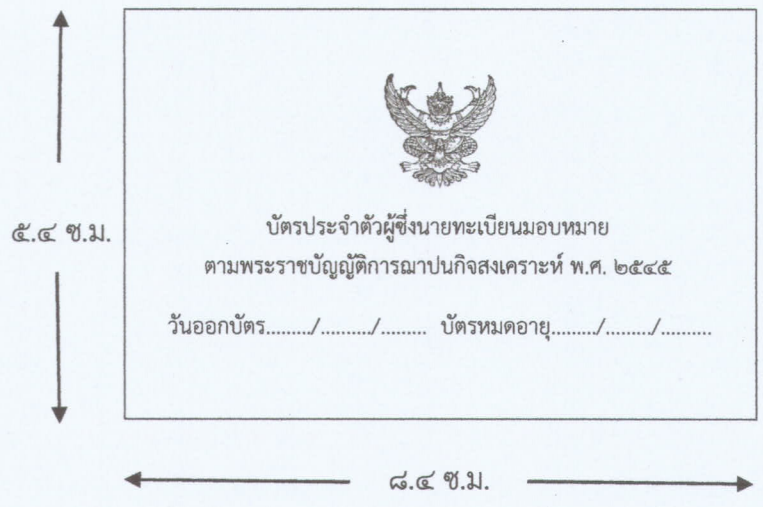 บัตรประจำตัวผู้ซึ่งนายทะเบียนมอบหมาย
๕.๔ ซ.ม.
ตามพระราชบัญญัติการฌาปนกิจสงเคราะห์ พ.ศ. ๒๕๔๕
วันออกบัตร........./........./......... บัตรหมดอายุ........./........./..........
๘.๔ ซ.ม.